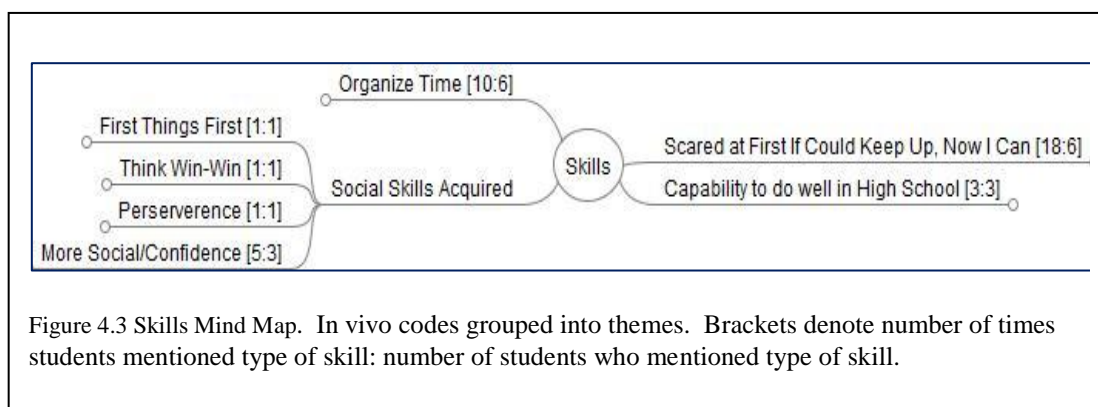 Organize Time [10:6]
First Things First [1:1]
Think Win-Win [1:1]
Perserverence [1:1]
More Social/Confidence [5:3]
Social Skills Acquired
Skills
Scared at First If Could Keep Up, Now I Can [18:6]
Capability to do well in High School [3:3]
Figure 4.3 Skills Mind Map. In vivo codes grouped into themes. Brackets denote number of times
students mentioned type of skill: number of students who mentioned type of skill.